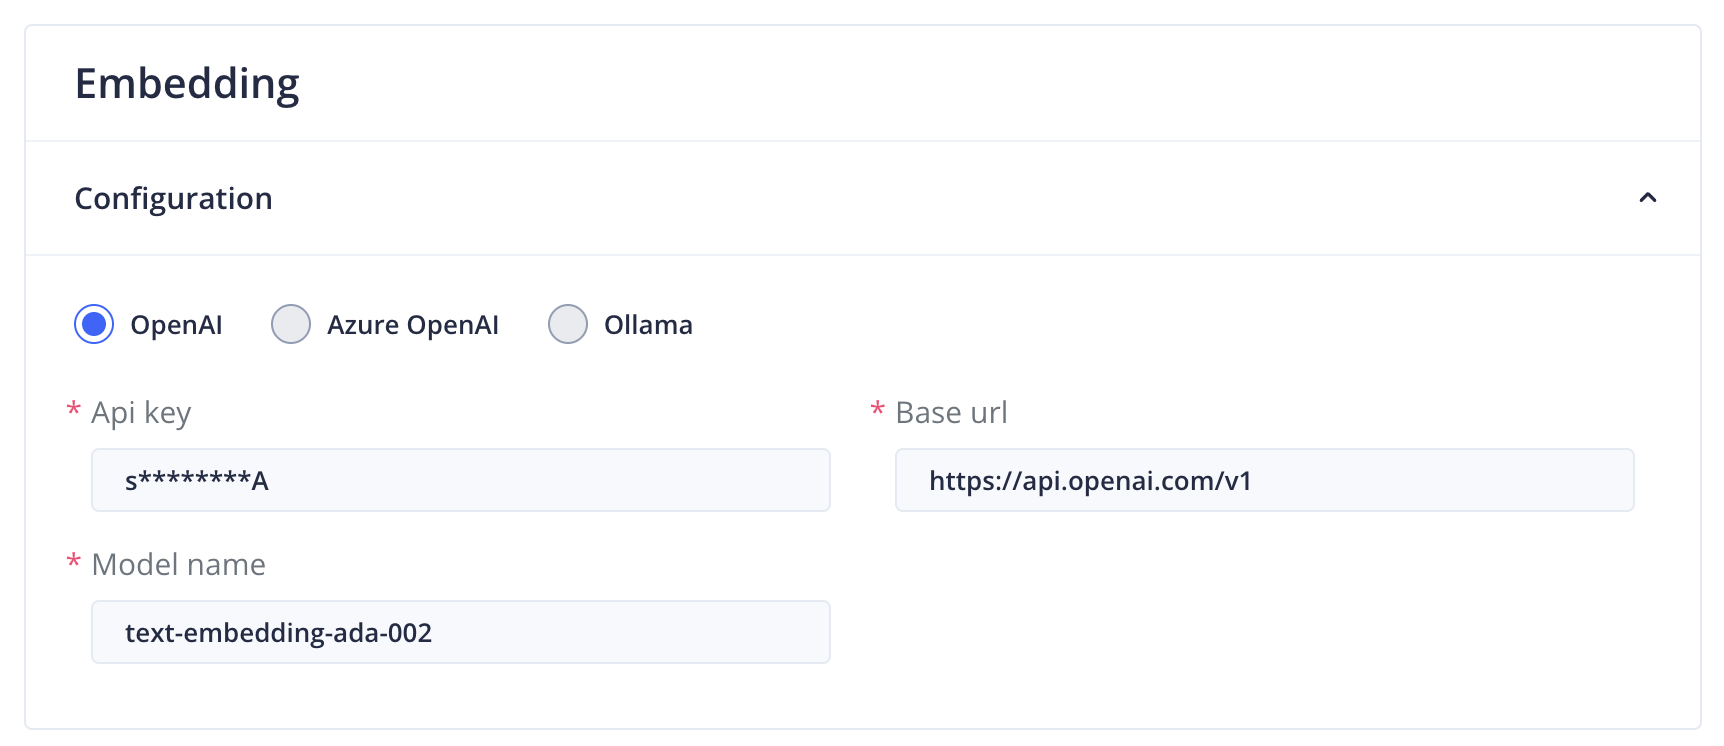 Embedding
Configuration
OpenAI Azure OpenAI Ollama
* Api key * Base url
s********A https://api.openai.com/v1
* Model name
text-embedding-ada-002